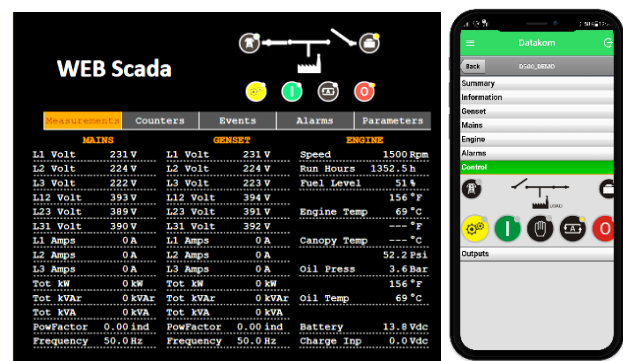 WEB Scada
Measurements Counters Events Alarms Parameters
MAINS GENSET ENGINE
L1 Volt 231 V L1 Volt 231 V Speed 1500 Rpm
L2 Volt 224 V L2 Volt 224 V Run Hours 1352.5 h
L3 Volt 222 V L3 Volt 223 V Fuel Level 51 %
L12 Volt 393 V L12 Volt 394 V 156 °F
L23 Volt 389 V L23 Volt 391 V Engine Temp 69 °C
L31 Volt 390 V L31 Volt 392 V --- °F
L1 Amps 0 A L1 Amps 0 A Canopy Temp --- °C
L2 Amps 0 A L2 Amps 0 A 52.2 Psi
L3 Amps 0 A L3 Amps 0 A Oil Press 3.6 Bar
Tot kW 0 kW Tot kW 0 kW 156 °F
Tot kVAr 0 kVAr Tot kVAr 0 kVAr Oil Temp 69 °C
Tot kVA 0 kVA Tot kVA 0 kVA
PowFactor 0.00 ind PowFactor 0.00 ind Battery 13.8 Vdc
Frequency 50.0 Hz Frequency 50.0 Hz Charge Inp 0.0 Vdc
Datakom
Back D500_DEMO
Summary
Information
Genset
Mains
Engine
Alarms
Control
LOAD
Outputs